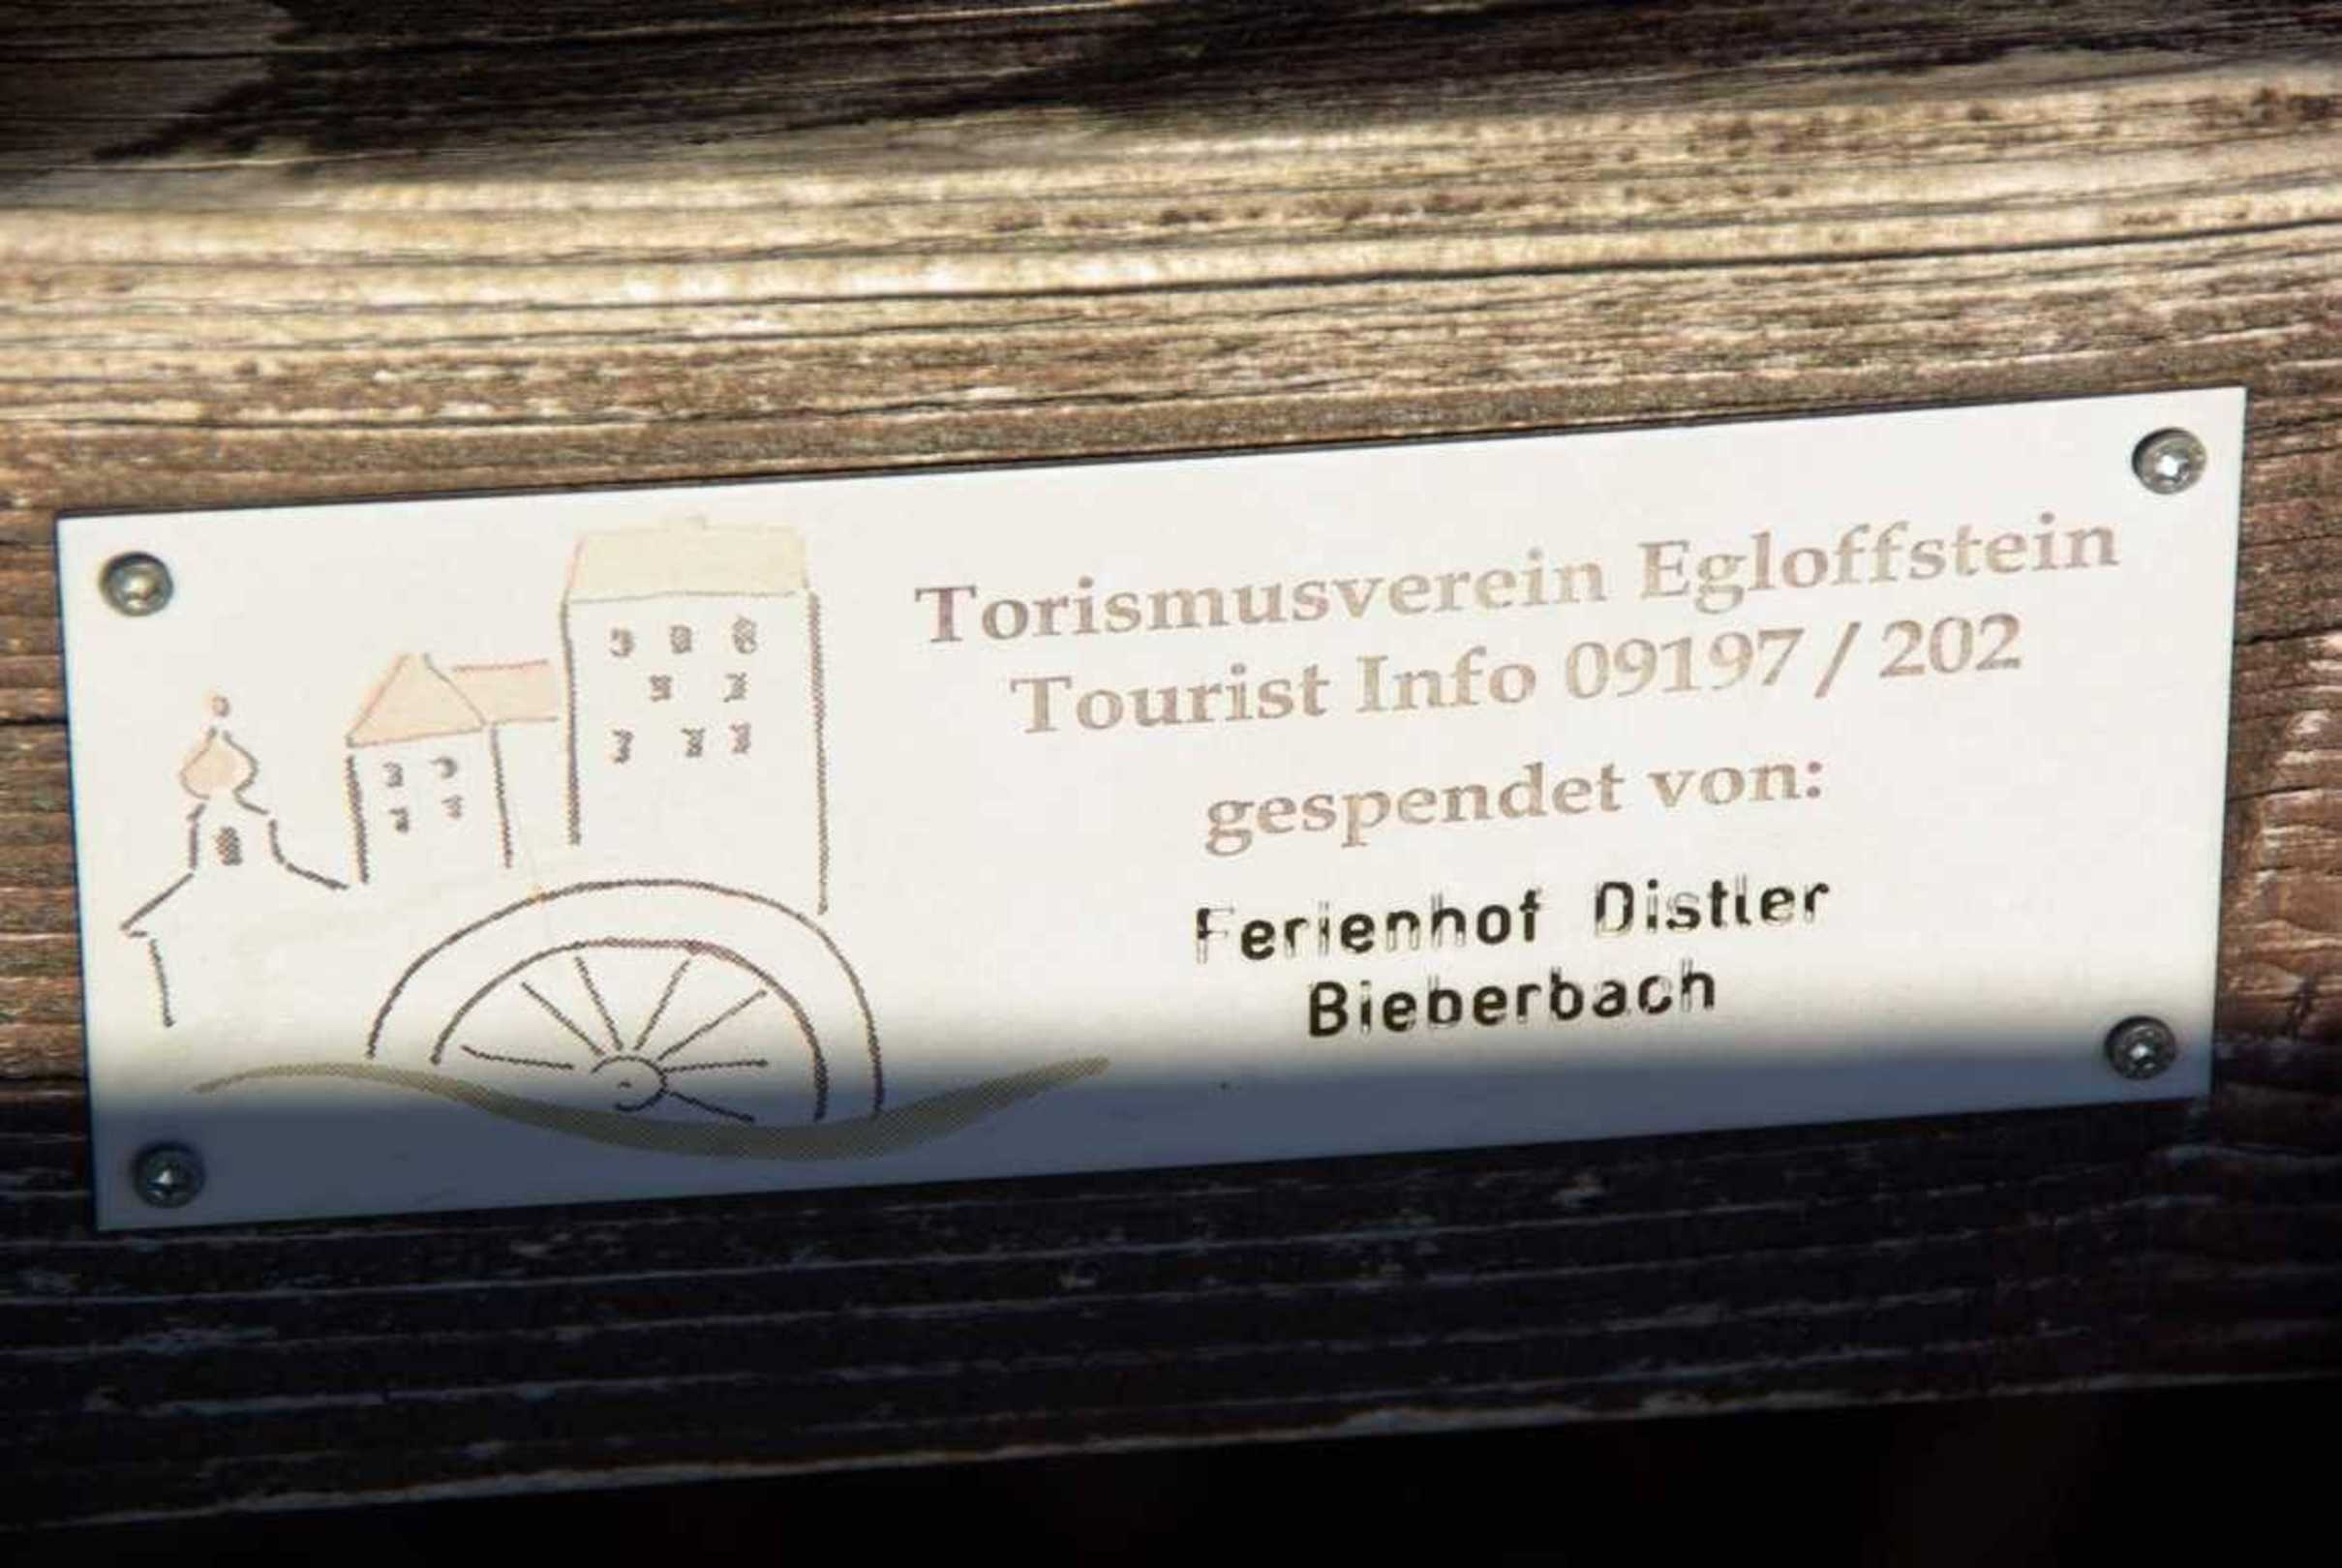 Torismusverein Egloffstein
Tourist Info 09197 / 202
gespendet von:
Ferienhof Distler
Bieberbach